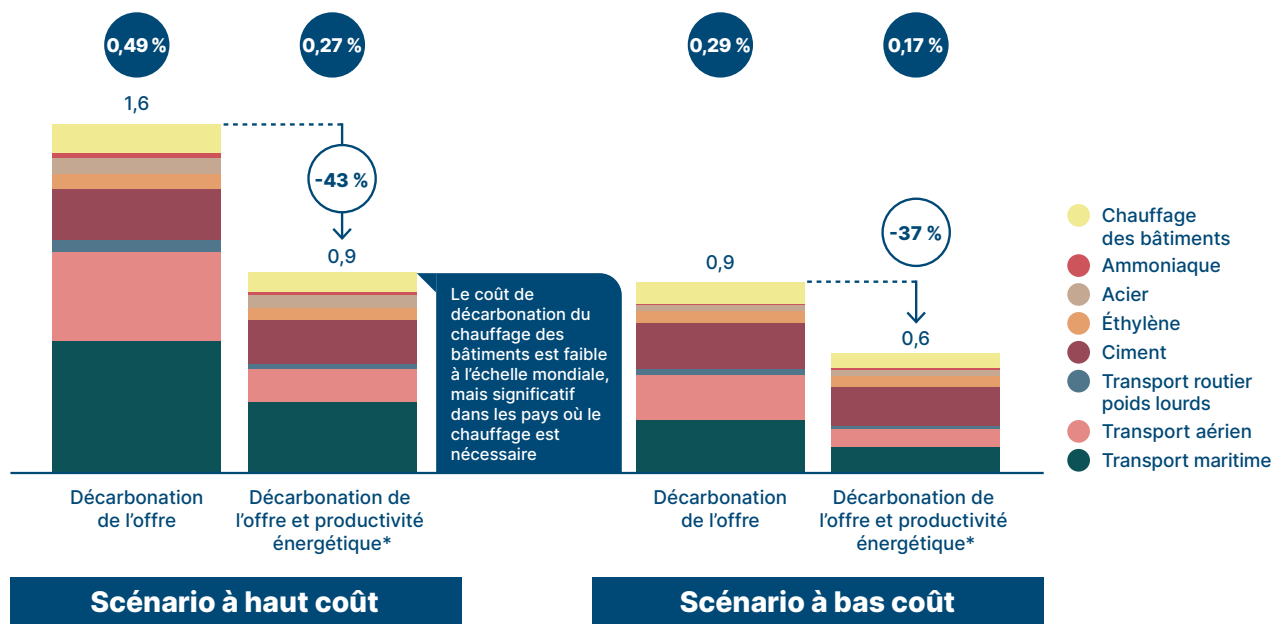 0,49 %
0,27 %
0,29 %
0,17 %
1,6
-43 %
0,9
Le coût de
décarbonation du
chauffage des
bâtiments est faible
à l’échelle mondiale,
mais significatif
dans les pays où le
chauffage est
nécessaire
0,9
-37 %
0,6
Chauffage
des bâtiments
Ammoniaque
Acier
Éthylène
Ciment
Transport routier
poids lourds
Transport aérien
Transport maritime
Décarbonation
de l’offre
Décarbonation de
l’offre et productivité
énergétique*
Décarbonation
de l’offre
Décarbonation de
l’offre et productivité
énergétique*
Scénario à haut coût
Scénario à bas coût